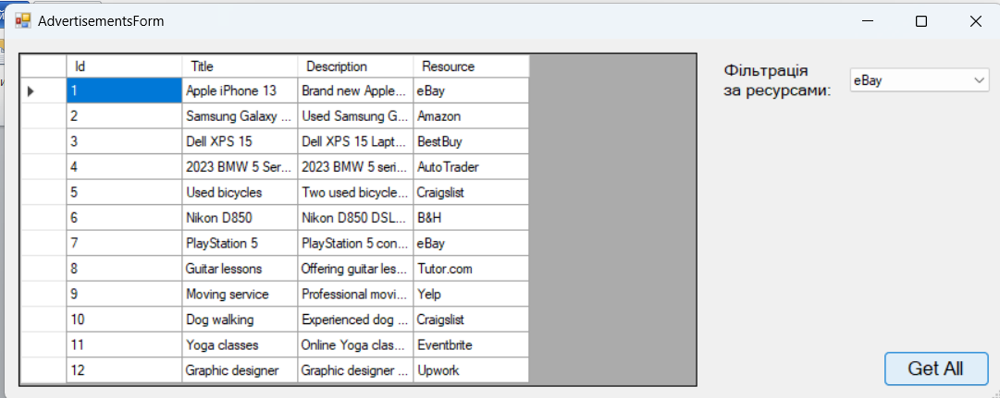 AdvertisementsForm
Id Title Description Resource
1 Apple iPhone 13 Brand new Apple... eBay
2 Samsung Galaxy ... Used Samsung G... Amazon
3 Dell XPS 15 Dell XPS 15 Lapt... BestBuy
4 2023 BMW 5 Ser... 2023 BMW 5 seri... AutoTrader
5 Used bicycles Two used bicycle... Craigslist
6 Nikon D850 Nikon D850 DSL... B&H
7 PlayStation 5 PlayStation 5 con... eBay
8 Guitar lessons Offering guitar les... Tutor.com
9 Moving service Professional movi... Yelp
10 Dog walking Experienced dog ... Craigslist
11 Yoga classes Online Yoga clas... Eventbrite
12 Graphic designer Graphic designer ... Upwork
Фільтрація
за ресурсами:
eBay
Get All